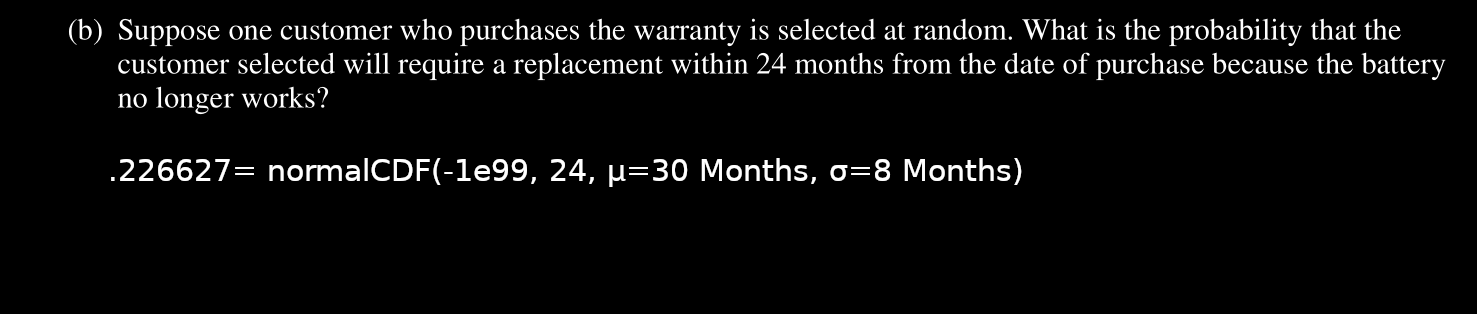 (b) Suppose one customer who purchases the warranty is selected at random. What is the probability that the
customer selected will require a replacement within 24 months from the date of purchase because the battery
no longer works?
.226627= normalCDF(-1e99, 24, μ=30 Months, σ=8 Months)